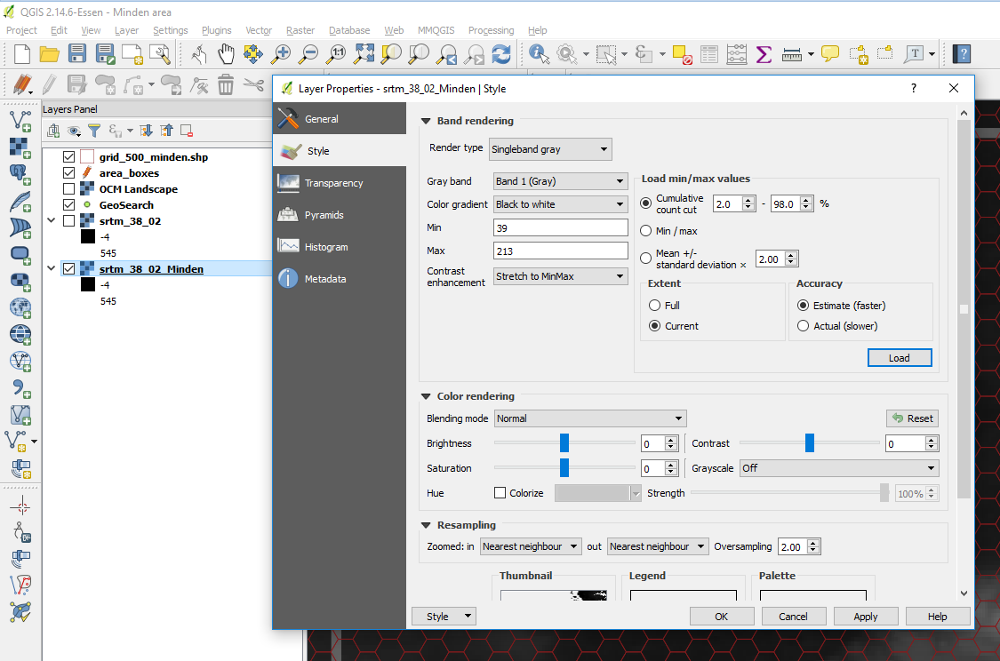 QGIS 2.14.6-Essen - Minden area
Project Edit View Layer Settings Plugins Vector Raster Database Web MMQGIS Processing Help
1:1
T
?
Layers Panel
grid_500_minden.shp
area_boxes
OCM Landscape
GeoSearch
srtm_38_02
-4
545
srtm_38_02_Minden
-4
545
Layer Properties - srtm_38_02_Minden | Style
?
General
Style
Transparency
Pyramids
Histogram
Metadata
Band rendering
Render type Singleband gray
Gray band Band 1 (Gray)
Color gradient Black to white
Min 39
Max 213
Contrast
enhancement Stretch to MinMax
Load min/max values
Cumulative
count cut 2.0 - 98.0 %
Min / max
Mean +/-
standard deviation × 2.00
Extent
Full
Current
Accuracy
Estimate (faster)
Actual (slower)
Load
Color rendering
Blending mode Normal Reset
Brightness 0 Contrast 0
Saturation 0 Grayscale Off
Hue Colorize Strength 100%
Resampling
Zoomed: in Nearest neighbour out Nearest neighbour Oversampling 2.00
Thumbnail Legend Palette
Style OK Cancel Apply Help